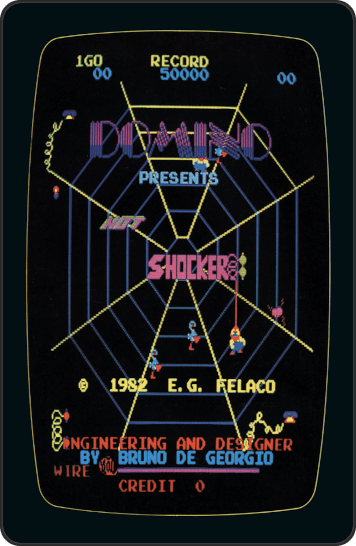 1GO RECORD
00 50000 00
DOMINO
PRESENTS
HOT
SHOCKER
© 1982 E.G. FELACO
ENGINEERING AND DESIGNER
BY BRUNO DE GEORGIO
WIRE
CREDIT 0